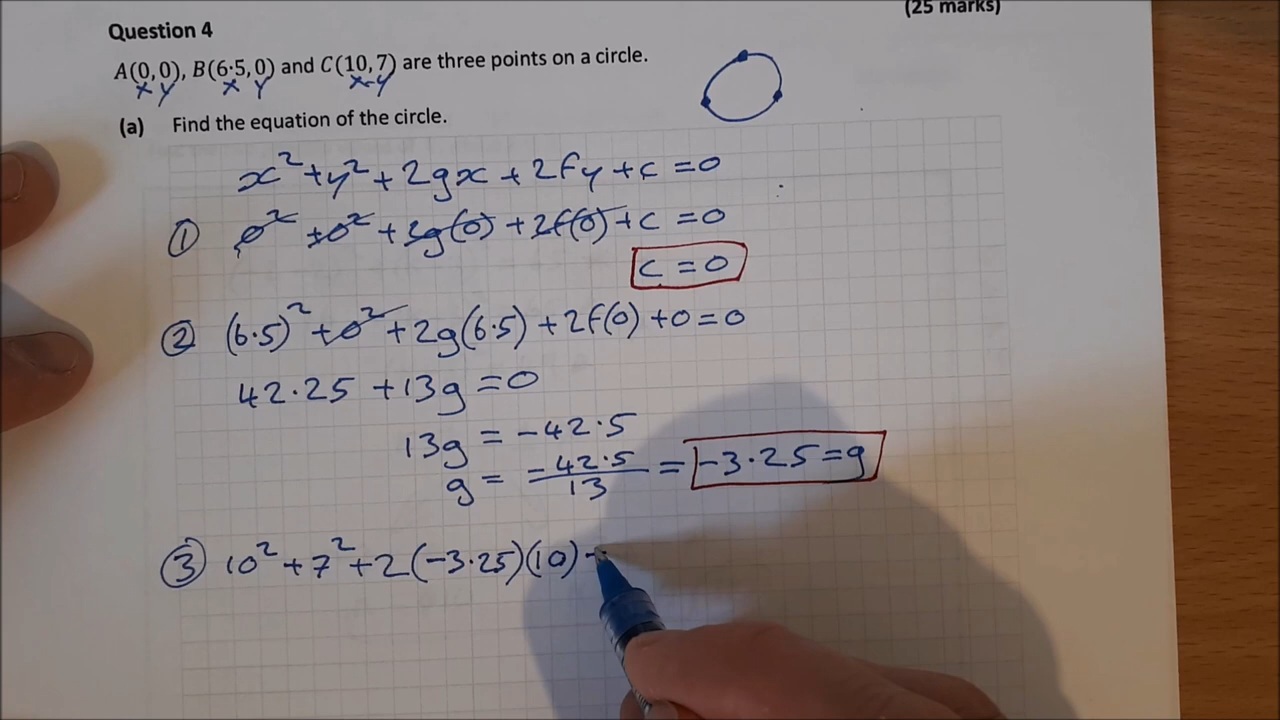 (25 marks)
Question 4
A(0,0), B(6·5,0) and C(10,7) are three points on a circle.
x y x y x y
(a) Find the equation of the circle.
x² + y² + 2gx + 2fy + c = 0
① 0² + 0² + 2g(0) + 2f(0) + c = 0
c = 0
② (6·5)² + 0² + 2g(6·5) + 2f(0) + 0 = 0
42·25 + 13g = 0
13g = -42·5
g = -42·5/13 = -3·25 = g
③ 10² + 7² + 2(-3·25)(10) -